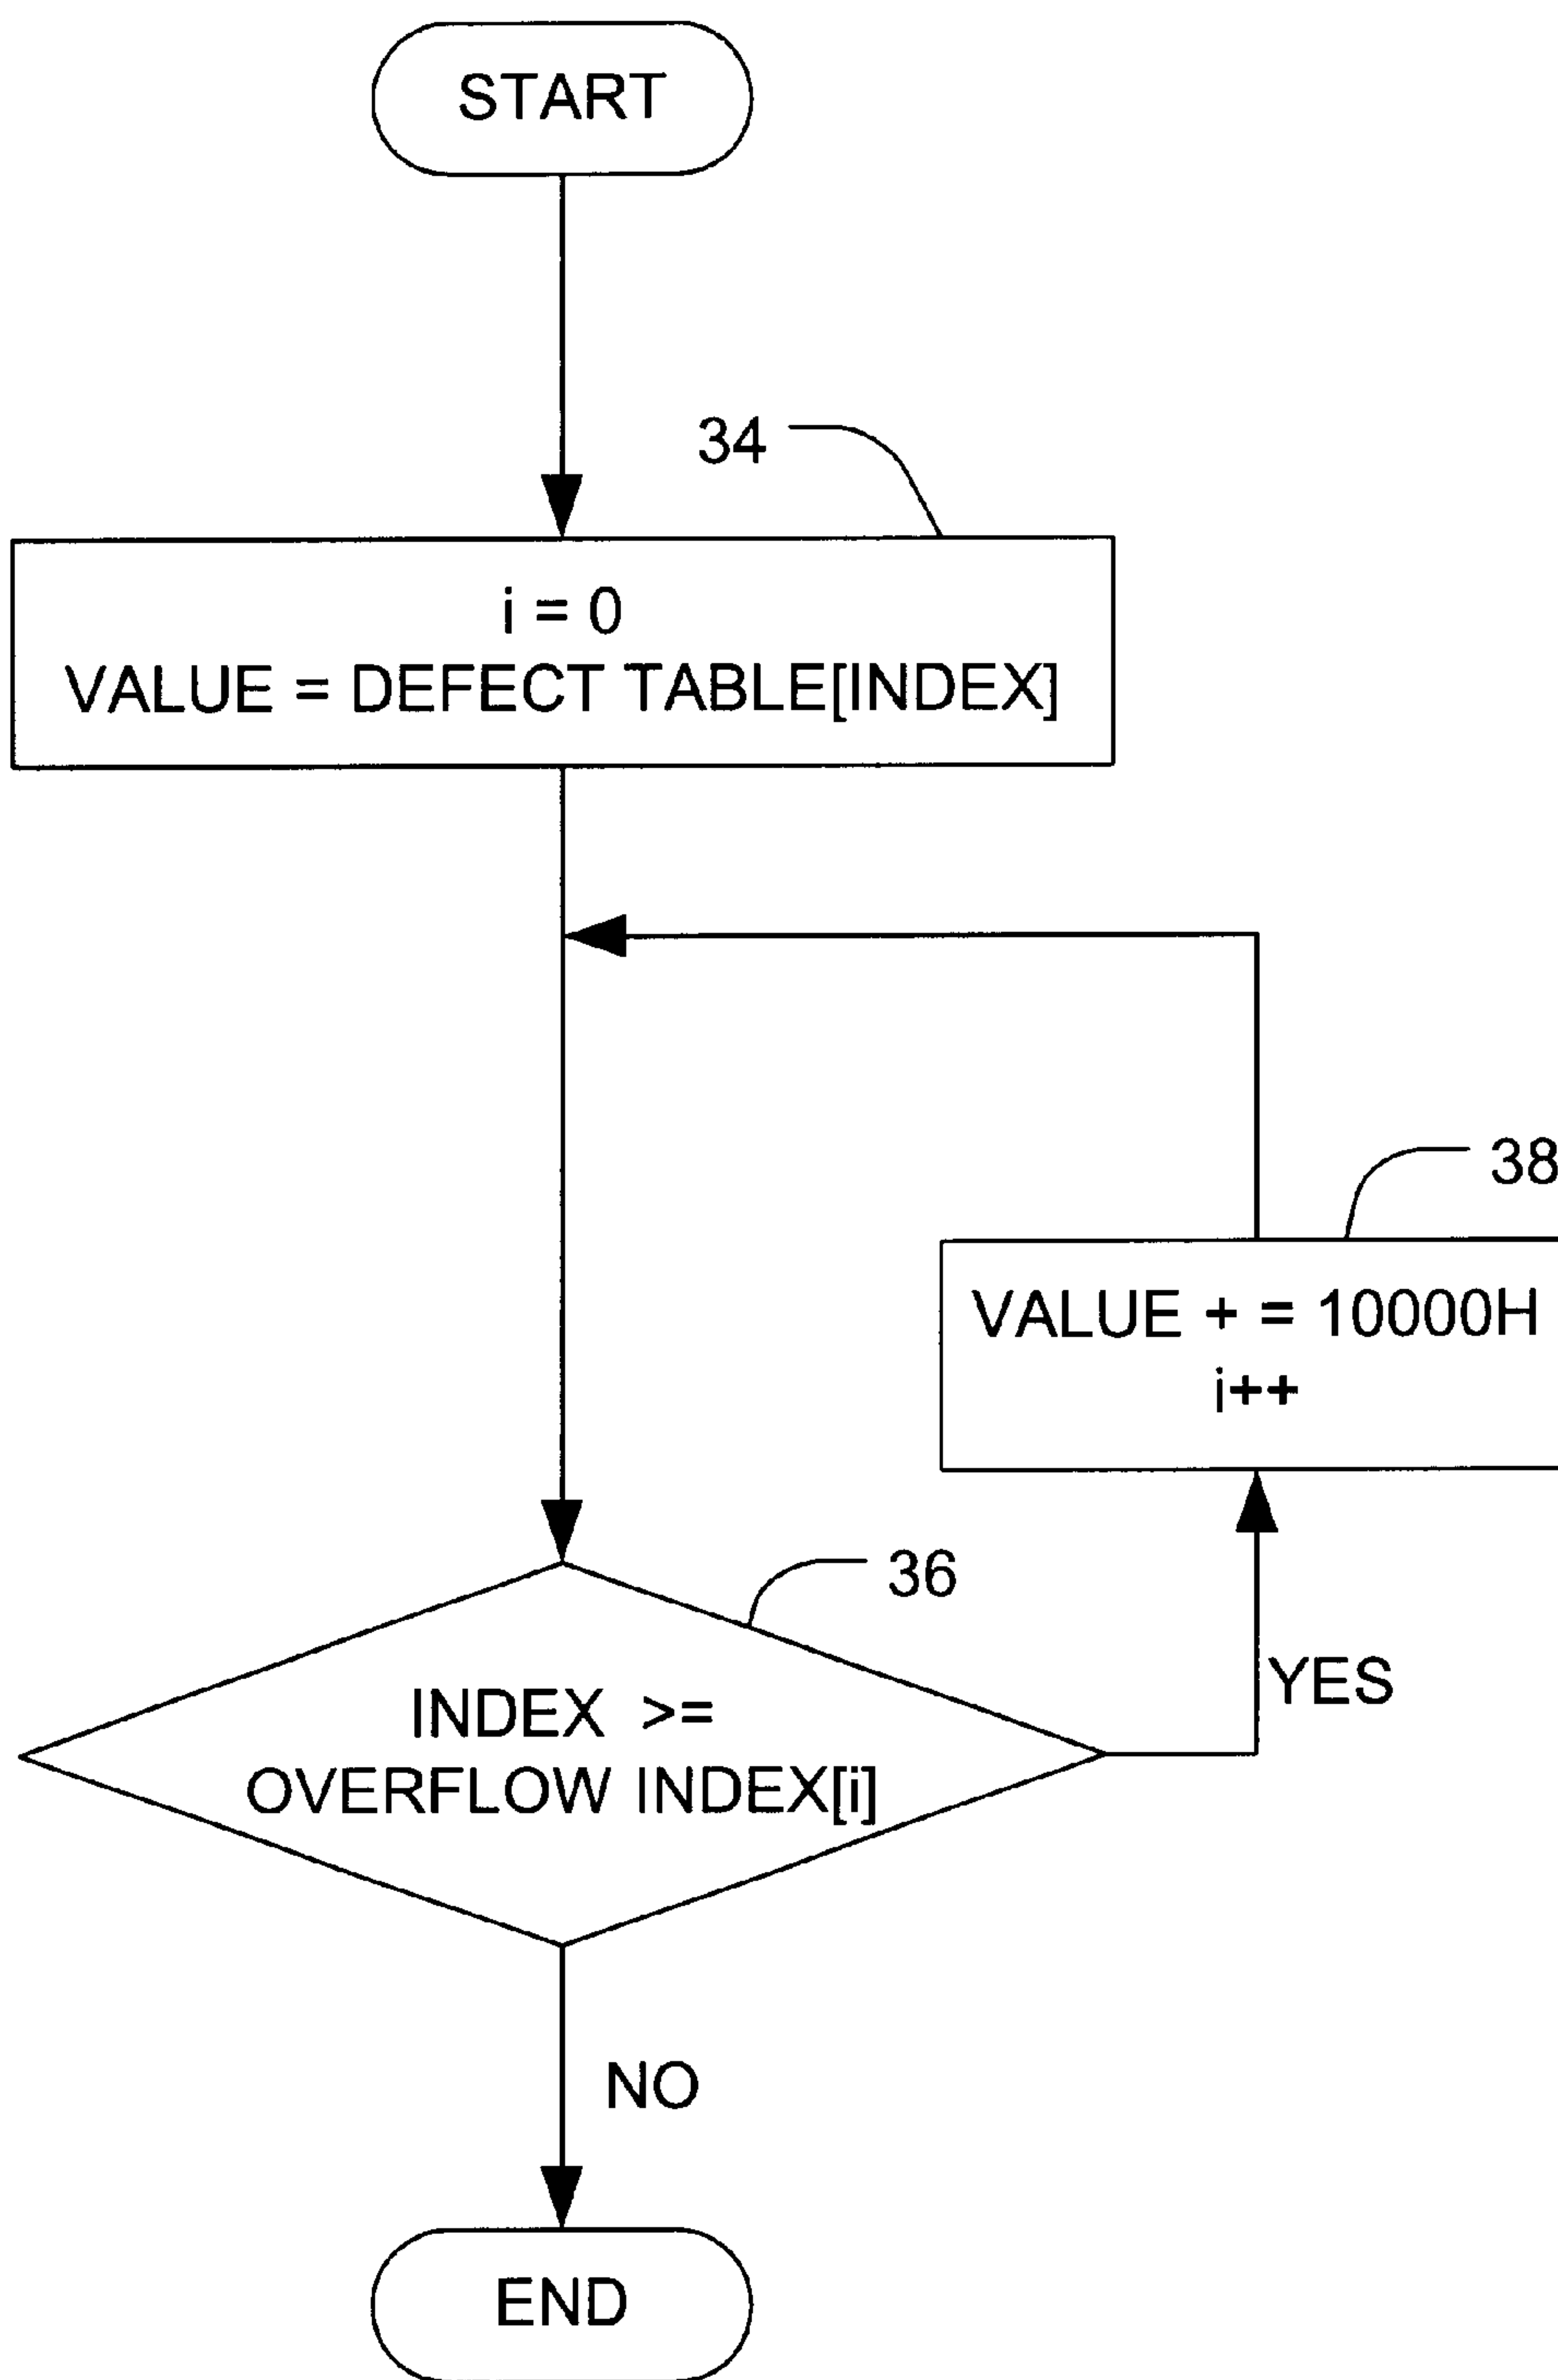 START
34
i = 0
VALUE = DEFECT TABLE[INDEX]
38
VALUE + = 10000H
i++
36
INDEX >=
OVERFLOW INDEX[i]
YES
NO
END